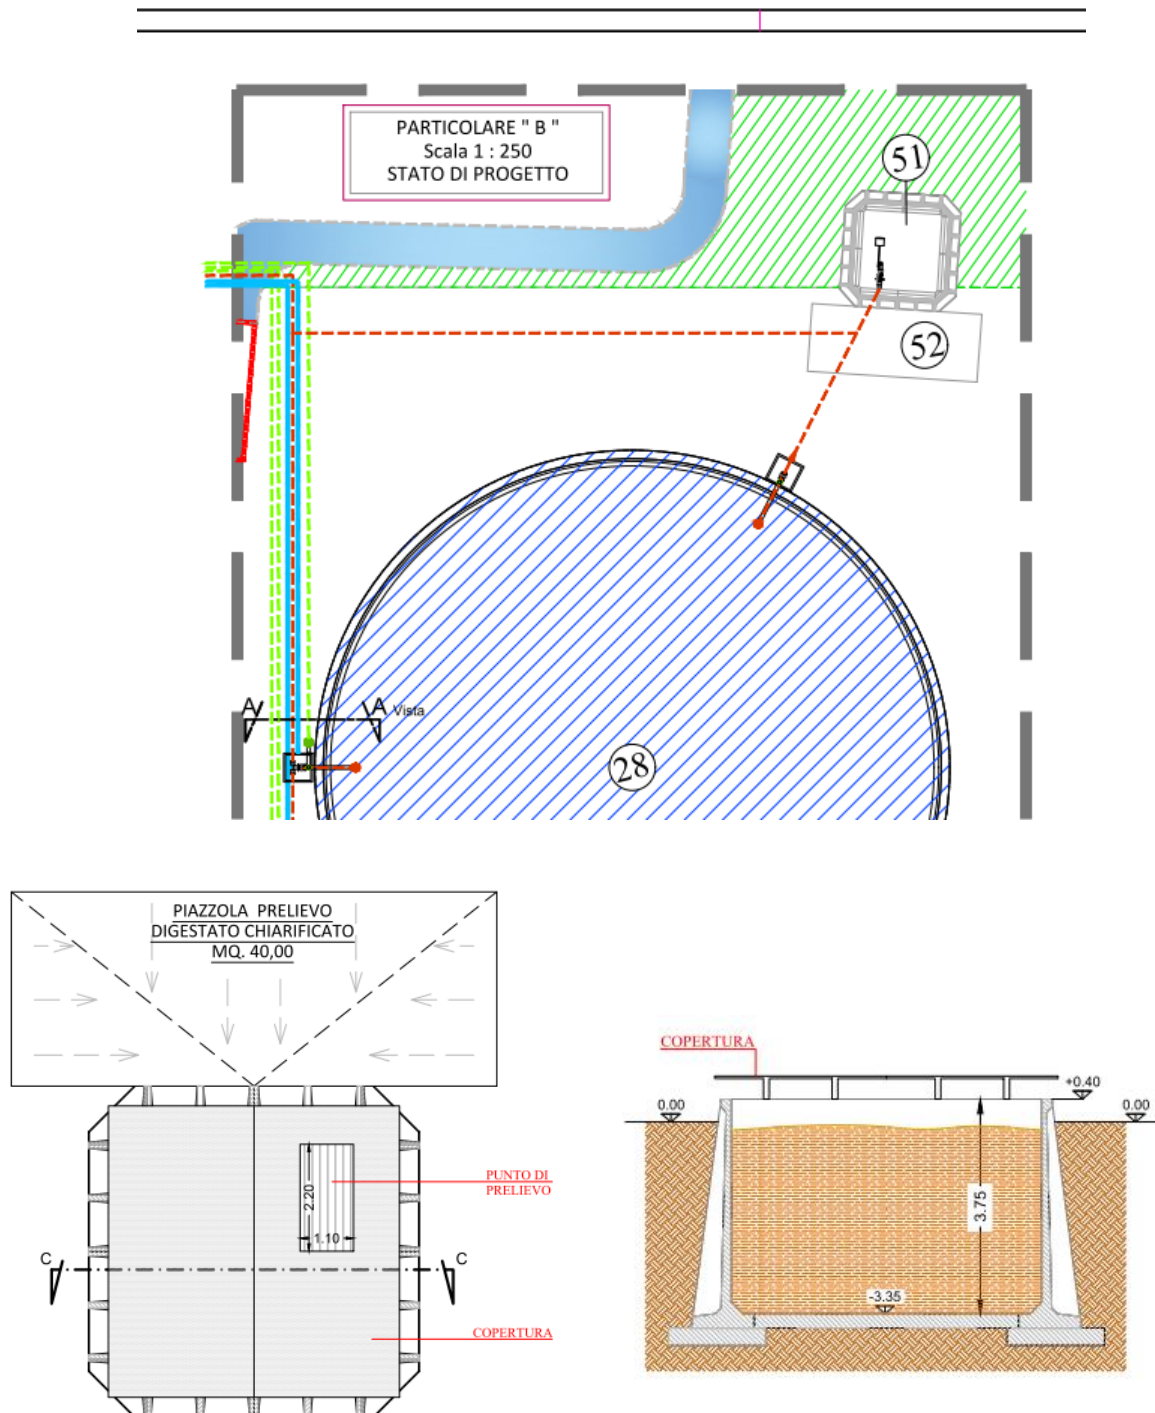 PARTICOLARE " B "
Scala 1 : 250
STATO DI PROGETTO
51
52
A
A
Vista
28
PIAZZOLA PRELIEVO
DIGESTATO CHIARIFICATO
MQ. 40,00
COPERTURA
+0.40
0.00
0.00
PUNTO DI
PRELIEVO
2.20
1.10
3.75
C
C
-3.35
COPERTURA